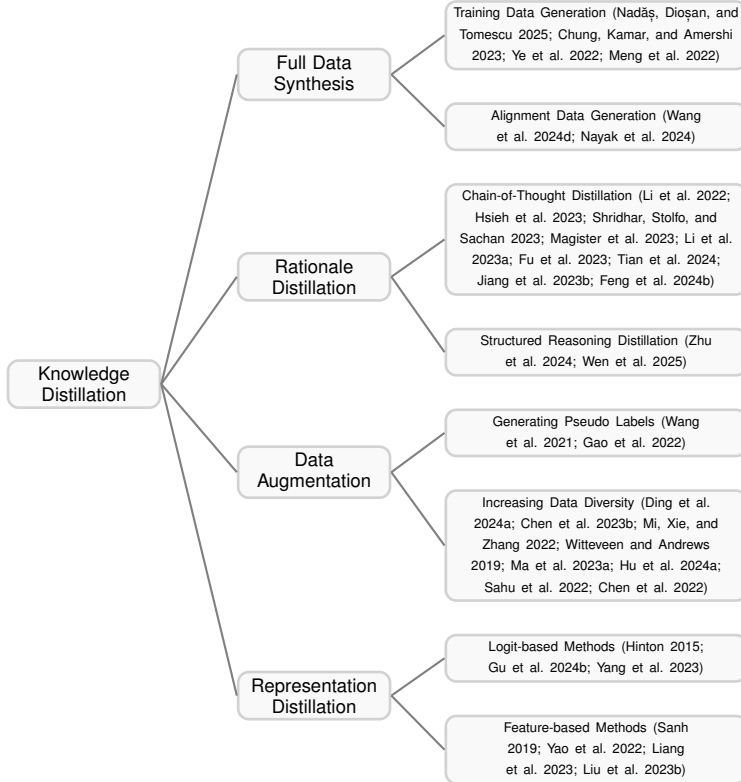 Training Data Generation (Nadăș, Dioșan, and
Tomescu 2025; Chung, Kamar, and Amershi
2023; Ye et al. 2022; Meng et al. 2022)
Full Data
Synthesis
Alignment Data Generation (Wang
et al. 2024d; Nayak et al. 2024)
Chain-of-Thought Distillation (Li et al. 2022;
Hsieh et al. 2023; Shridhar, Stolfo, and
Sachan 2023; Magister et al. 2023; Li et al.
2023a; Fu et al. 2023; Tian et al. 2024;
Jiang et al. 2023b; Feng et al. 2024b)
Rationale
Distillation
Structured Reasoning Distillation (Zhu
et al. 2024; Wen et al. 2025)
Knowledge
Distillation
Generating Pseudo Labels (Wang
et al. 2021; Gao et al. 2022)
Data
Augmentation
Increasing Data Diversity (Ding et al.
2024a; Chen et al. 2023b; Mi, Xie, and
Zhang 2022; Witteveen and Andrews
2019; Ma et al. 2023a; Hu et al. 2024a;
Sahu et al. 2022; Chen et al. 2022)
Logit-based Methods (Hinton 2015;
Gu et al. 2024b; Yang et al. 2023)
Representation
Distillation
Feature-based Methods (Sanh
2019; Yao et al. 2022; Liang
et al. 2023; Liu et al. 2023b)